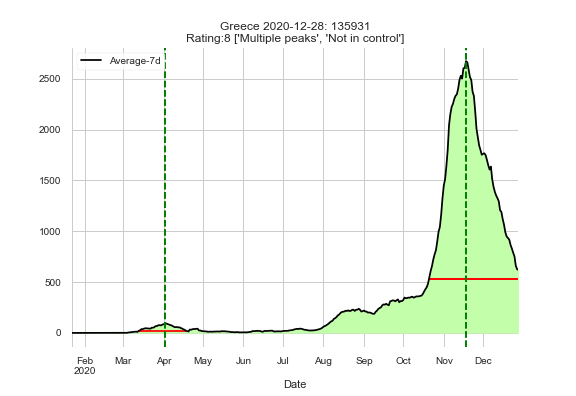 Greece 2020-12-28: 135931
Rating:8 ['Multiple peaks', 'Not in control']
Average-7d
2500
2000
1500
1000
500
0
Feb Mar Apr May Jun Jul Aug Sep Oct Nov Dec
2020
Date